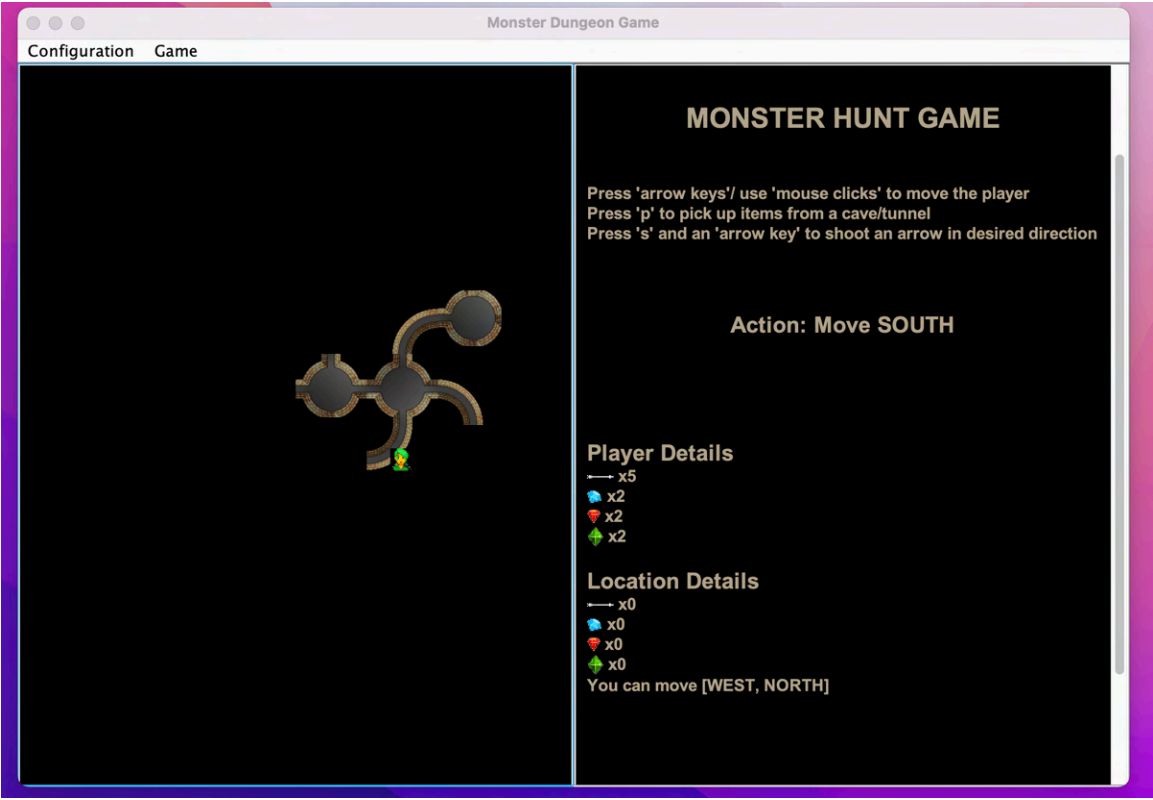 Monster Dungeon Game
Configuration Game
MONSTER HUNT GAME
Press 'arrow keys'/ use 'mouse clicks' to move the player
Press 'p' to pick up items from a cave/tunnel
Press 's' and an 'arrow key' to shoot an arrow in desired direction
Action: Move SOUTH
Player Details
x5
x2
x2
x2
Location Details
x0
x0
x0
x0
You can move [WEST, NORTH]